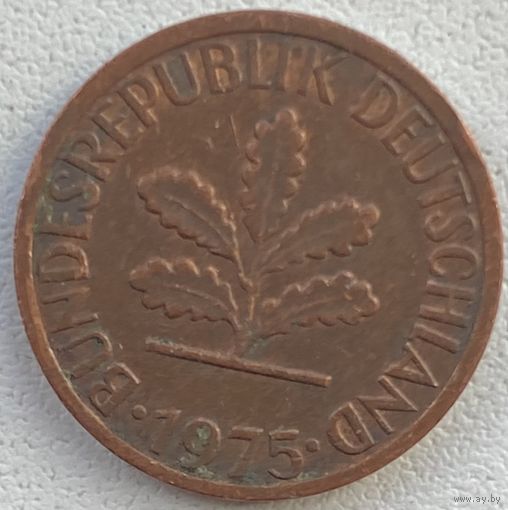 BUNDESREPUBLIK DEUTSCHLAND
· 1975 ·
www.ay.by